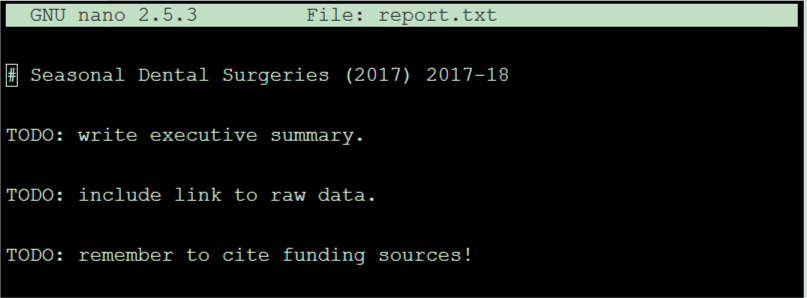 GNU nano 2.5.3 File: report.txt
# Seasonal Dental Surgeries (2017) 2017-18
TODO: write executive summary.
TODO: include link to raw data.
TODO: remember to cite funding sources!